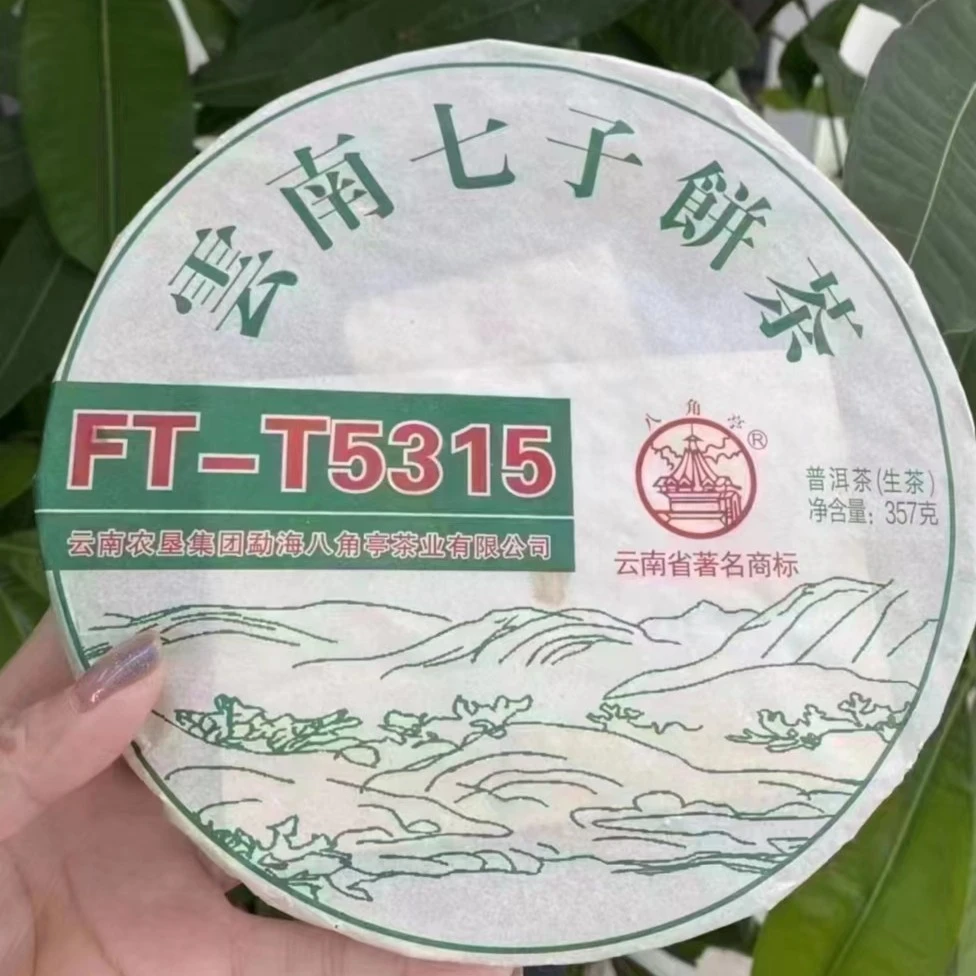 雲南七子餅茶
FT-T5315
云南农垦集团勐海八角亭茶业有限公司
八角亭
®
云南省著名商标
普洱茶(生茶)
净含量：357克